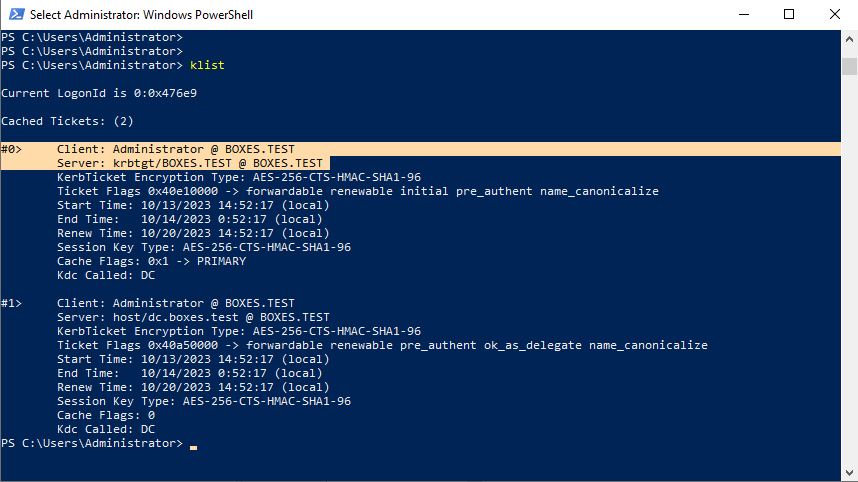 Select Administrator: Windows PowerShell
PS C:\Users\Administrator>
PS C:\Users\Administrator>
PS C:\Users\Administrator> klist
Current LogonId is 0:0x476e9
Cached Tickets: (2)
#0> Client: Administrator @ BOXES.TEST
Server: krbtgt/BOXES.TEST @ BOXES.TEST
KerbTicket Encryption Type: AES-256-CTS-HMAC-SHA1-96
Ticket Flags 0x40e10000 -> forwardable renewable initial pre_authent name_canonicalize
Start Time: 10/13/2023 14:52:17 (local)
End Time: 10/14/2023 0:52:17 (local)
Renew Time: 10/20/2023 14:52:17 (local)
Session Key Type: AES-256-CTS-HMAC-SHA1-96
Cache Flags: 0x1 -> PRIMARY
Kdc Called: DC
#1> Client: Administrator @ BOXES.TEST
Server: host/dc.boxes.test @ BOXES.TEST
KerbTicket Encryption Type: AES-256-CTS-HMAC-SHA1-96
Ticket Flags 0x40a50000 -> forwardable renewable pre_authent ok_as_delegate name_canonicalize
Start Time: 10/13/2023 14:52:17 (local)
End Time: 10/14/2023 0:52:17 (local)
Renew Time: 10/20/2023 14:52:17 (local)
Session Key Type: AES-256-CTS-HMAC-SHA1-96
Cache Flags: 0
Kdc Called: DC
PS C:\Users\Administrator>